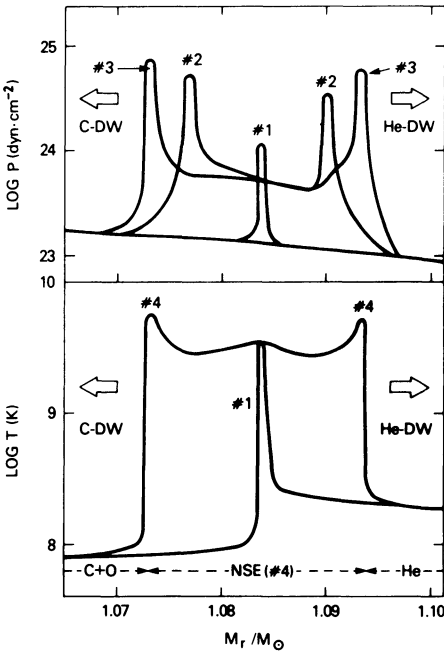 25
#3
#2
#2
#3
C-DW
#1
He-DW
24
LOG P (dyn·cm⁻²)
23
10
#4
#4
#1
9
C-DW
He-DW
LOG T (K)
8
C+O
NSE (#4)
He
1.07
1.08
1.09
1.10
Mr/M⊙